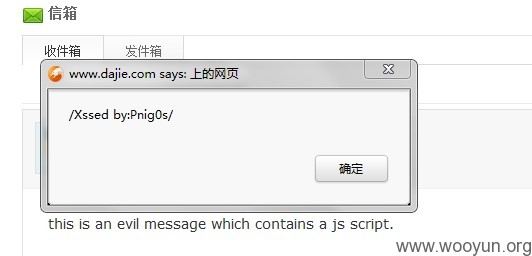 信箱
收件箱 发件箱
www.dajie.com says: 上的网页
/Xssed by:Pnig0s/
确定
this is an evil message which contains a js script.
www.wooyun.org